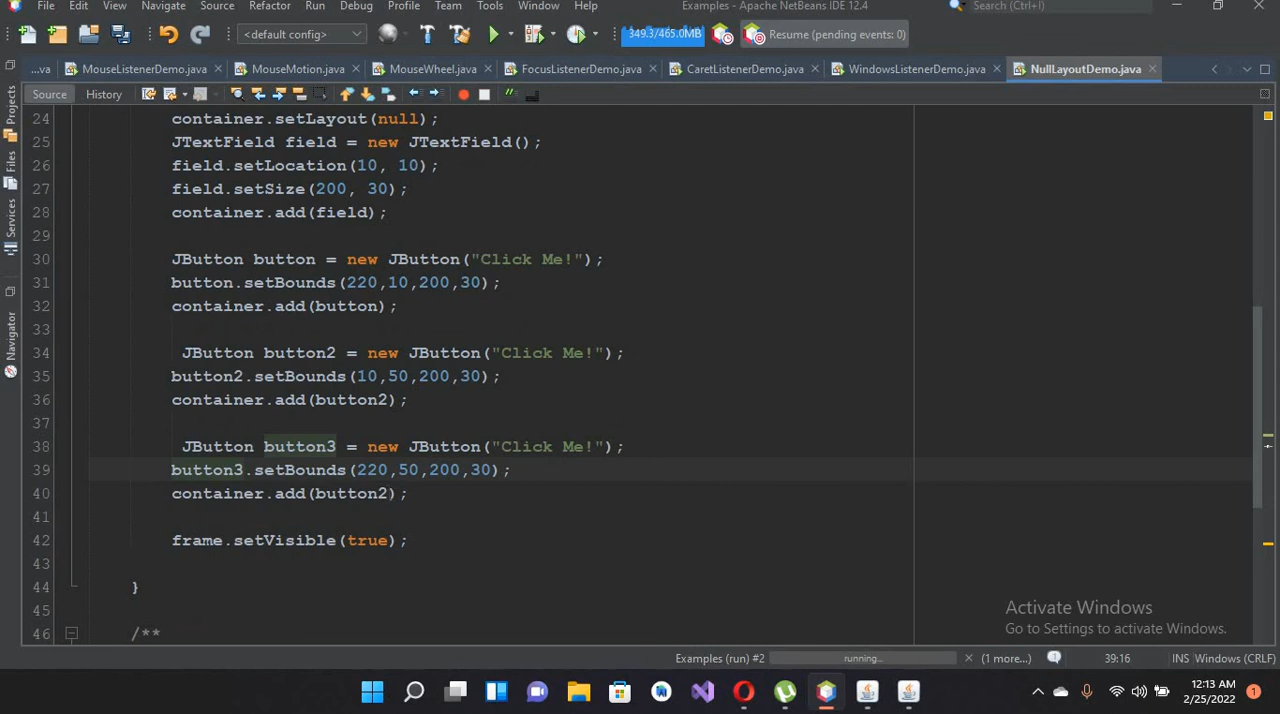 File Edit View Navigate Source Refactor Run Debug Profile Team Tools Window Help Examples - Apache NetBeans IDE 12.4 Search (Ctrl+I)
<default config> 349.3/465.0MB Resume (pending events: 0)
...va MouseListenerDemo.java MouseMotion.java MouseWheel.java FocusListenerDemo.java CaretListenerDemo.java WindowsListenerDemo.java NullLayoutDemo.java
Source History
Projects
Files
Services
Navigator
24 container.setLayout(null);
25 JTextField field = new JTextField();
26 field.setLocation(10, 10);
27 field.setSize(200, 30);
28 container.add(field);
29
30 JButton button = new JButton("Click Me!");
31 button.setBounds(220,10,200,30);
32 container.add(button);
33
34 JButton button2 = new JButton("Click Me!");
35 button2.setBounds(10,50,200,30);
36 container.add(button2);
37
38 JButton button3 = new JButton("Click Me!");
39 button3.setBounds(220,50,200,30);
40 container.add(button2);
41
42 frame.setVisible(true);
43
44 }
45
46 /**
Activate Windows
Go to Settings to activate Windows.
Examples (run) #2 running... (1 more...) 39:16 INS Windows (CRLF)
12:13 AM
2/25/2022
1